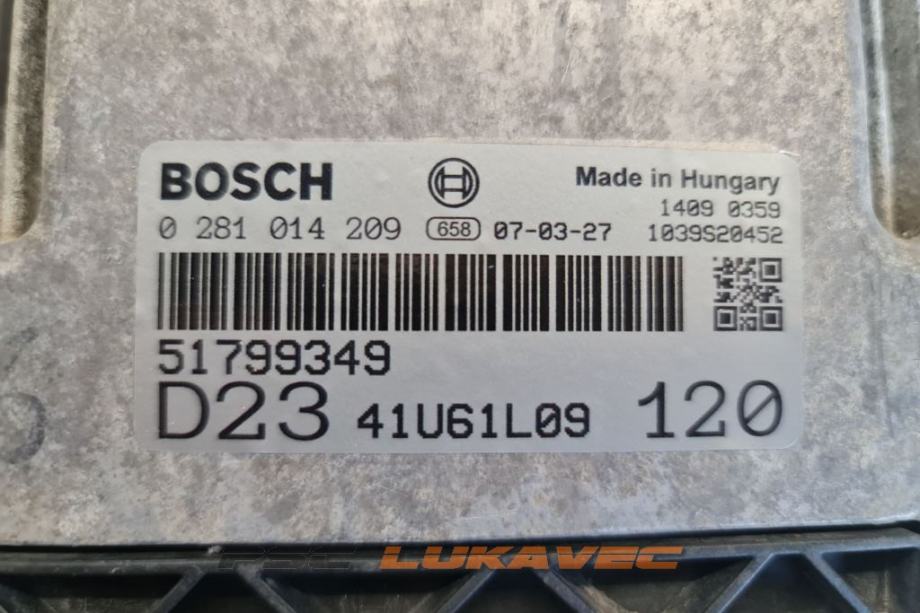 BOSCH
Made in Hungary
1409 0359
0 281 014 209 658 07-03-27 1039S20452
51799349
D23 41U61L09 120
PSC LUKAVEC